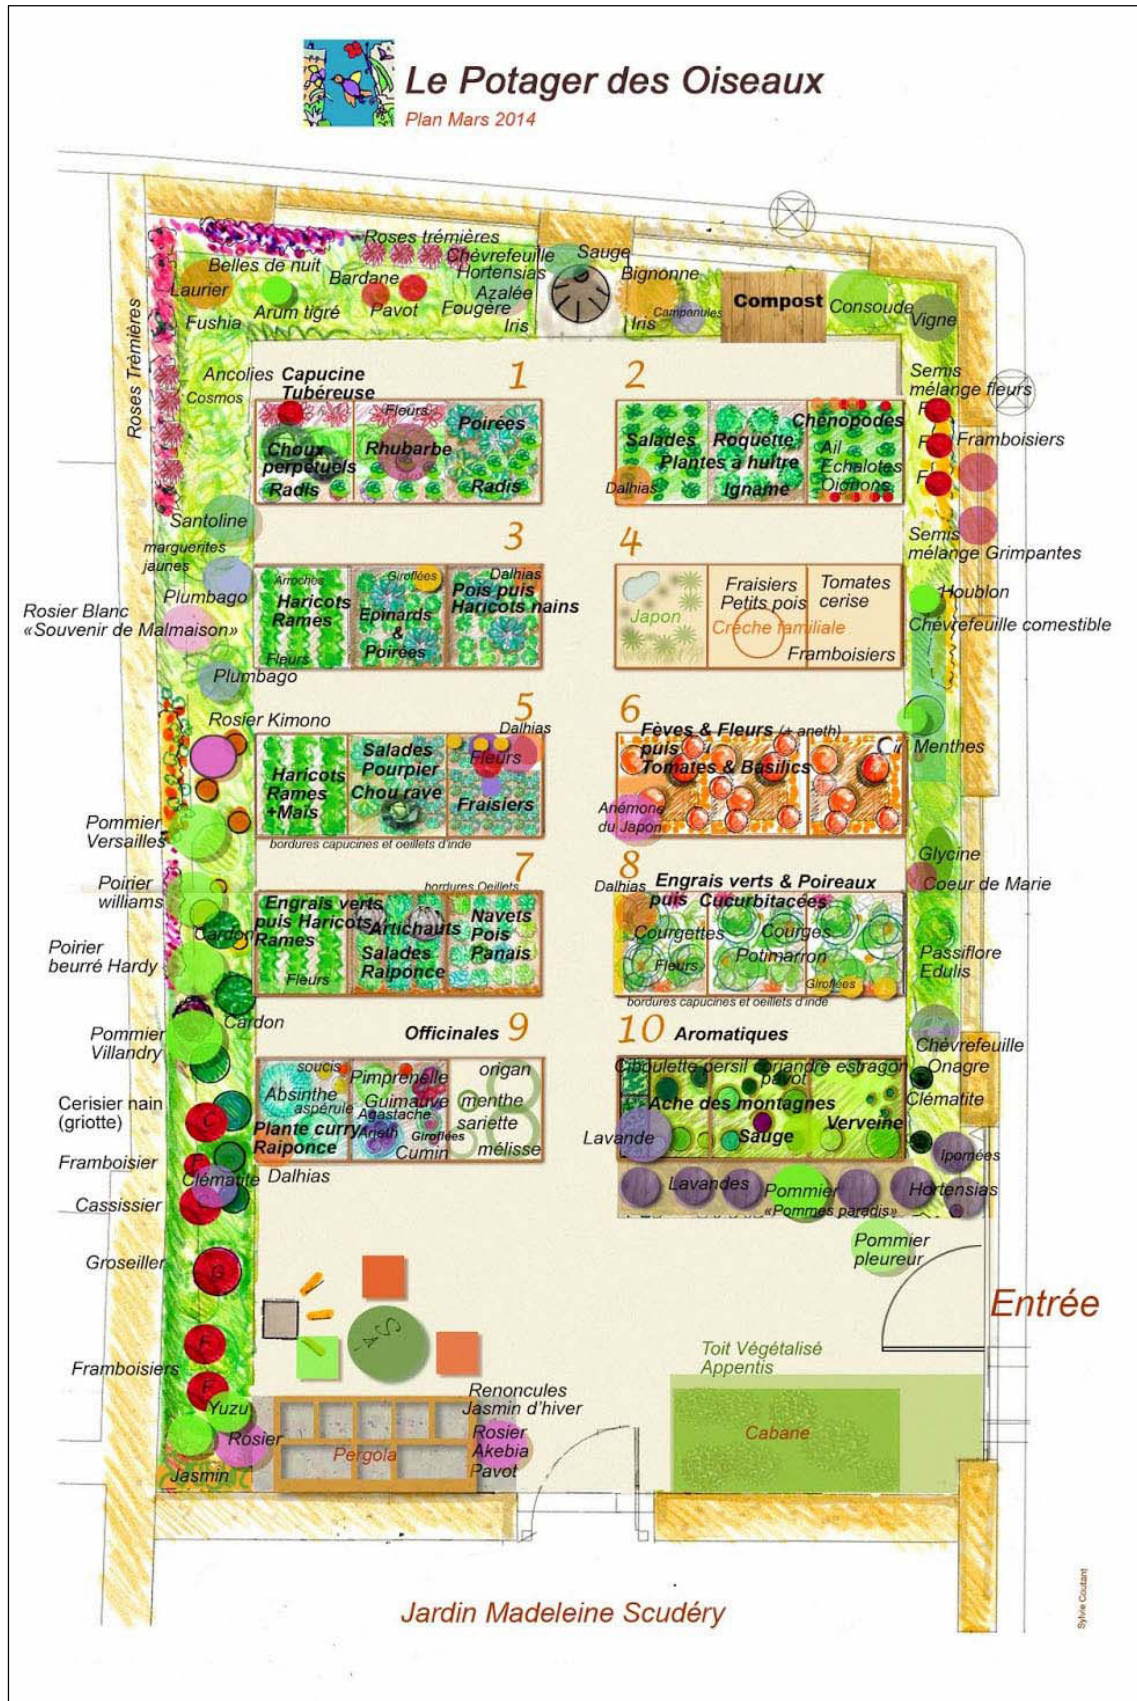 Le Potager des Oiseaux
Plan Mars 2014
Roses trémières
Chèvrefeuille
Sauge
Belles de nuit
Bardane
Hortensias
Bignonne
Laurier
Azalée
Compost
Consoude
Fushia
Arum tigré
Pavot
Fougère
Iris
Iris
Campanules
Vigne
Roses Trèmières
Ancolies
Cosmos
Capucine
Tubéreuse
1
Fleurs
Poirées
Choux
perpétuels
Rhubarbe
Radis
Radis
2
Chénopodes
Salades
Roquette
Ail
Plantes à huître
Echalotes
Dalhias
Igname
Oignons
Semis
mélange fleurs
F
F
F
Framboisiers
Semis
mélange Grimpantes
Santoline
marguerites
jaunes
Plumbago
Rosier Blanc
«Souvenir de Malmaison»
Plumbago
3
Arroches
Giroflées
Dalhias
Haricots
Rames
Pois puis
Haricots nains
Epinards
&
Poirées
Fleurs
4
Japon
Fraisiers
Petits pois
Tomates
cerise
Crèche familiale
Framboisiers
Houblon
Chèvrefeuille comestible
Rosier Kimono
5
Dalhias
Haricots
Rames
+Maïs
Salades
Pourpier
Chou rave
Fleurs
Fraisiers
bordures capucines et oeillets d'inde
6
Fèves & Fleurs (+ aneth)
puis
Tomates & Basilics
Anémone
du Japon
Menthes
Pommier
Versailles
Poirier
williams
Cardon
Poirier
beurré Hardy
Cardon
Pommier
Villandry
7
bordures Oeillets
Engrais verts
puis Haricots
Rames
Artichauts
Salades
Raiponce
Navets
Pois
Panais
Fleurs
8
Dalhias
Engrais verts & Poireaux
puis Cucurbitacées
Courgettes
Courges
Fleurs
Potimarron
Giroflées
bordures capucines et oeillets d'inde
Glycine
Coeur de Marie
Passiflore
Edulis
Chèvrefeuille
Onagre
Clématite
Officinales
9
soucis
Pimprenelle
origan
Absinthe
aspérule
Guimauve
menthe
Agastache
Plante curry
Aneth
Giroflées
sariette
Raiponce
Cumin
mélisse
Dalhias
10
Aromatiques
Ciboulette persil coriandre estragon
pavot
Ache des montagnes
Lavande
Sauge
Verveine
Lavandes
Pommier
«Pommes paradis»
Ipomées
Hortensias
Pommier
pleureur
Cerisier nain
(griotte)
C
Framboisier
F
Clématite
Cassissier
Groseiller
G
Framboisiers
F
F
Yuzu
Rosier
Jasmin
Pergola
Renoncules
Jasmin d'hiver
Rosier
Akebia
Pavot
Entrée
Toit Végétalisé
Appentis
Cabane
Jardin Madeleine Scudéry
Sylvie Coutant